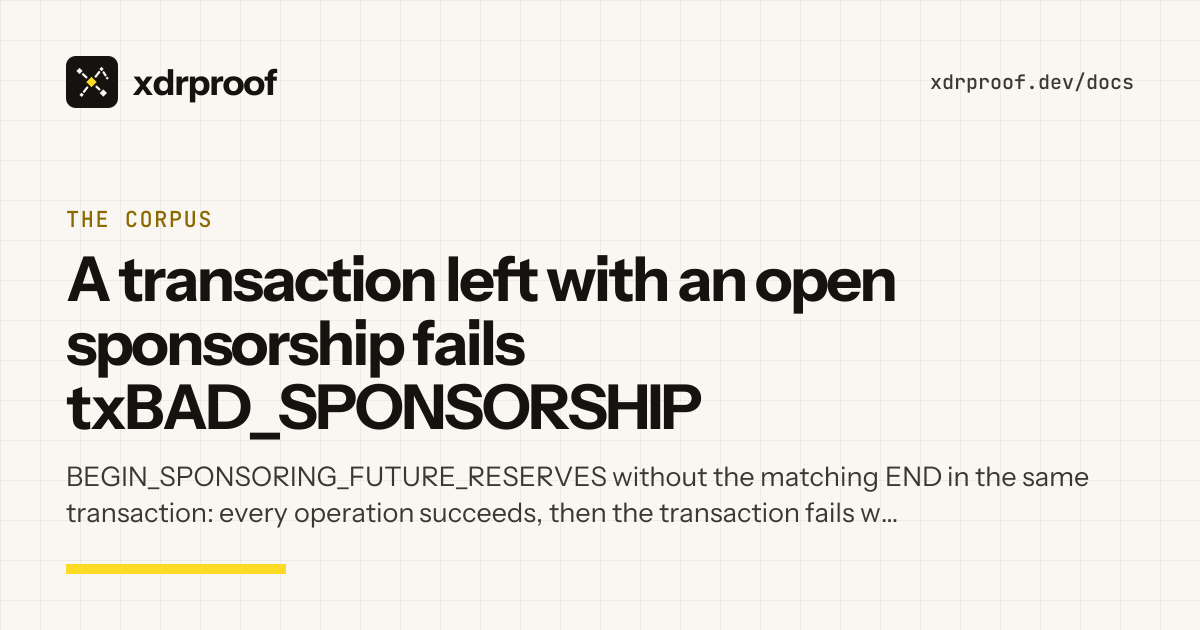 xdrproof
xdrproof.dev/docs
THE CORPUS
A transaction left with an open
sponsorship fails
txBAD_SPONSORSHIP
BEGIN_SPONSORING_FUTURE_RESERVES without the matching END in the same
transaction: every operation succeeds, then the transaction fails w...